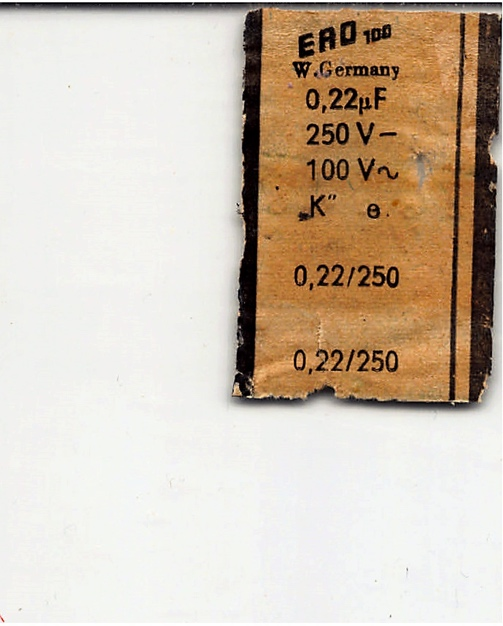 ERO 100
W.Germany
0,22µF
250 V−
100 V~
K" e.
0,22/250
0,22/250